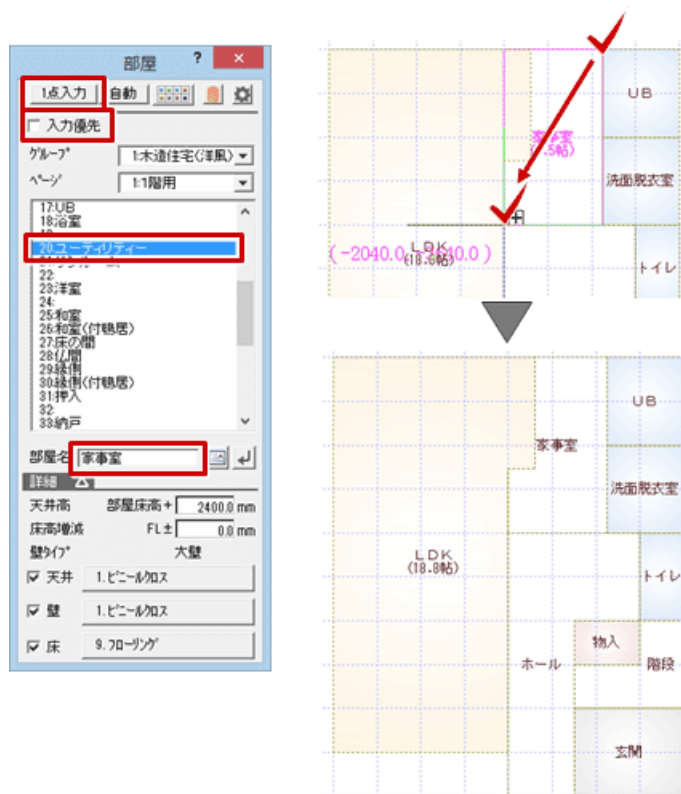 部屋
?
×
1点入力
自動
入力優先
グループ
1:木造住宅(洋風)
ページ
1:1階用
17:UB
18:浴室
20:ユーティリティー
22:
23:洋室
24:
25:和室
26:和室(付鴨居)
27:床の間
28:仏間
29:縁側
30:縁側(付鴨居)
31:押入
32:
33:納戸
部屋名
家事室
詳細
天井高
部屋床高+
2400.0 mm
床高増減
FL±
0.0 mm
壁タイプ
大壁
天井
1.ビニールクロス
壁
1.ビニールクロス
床
9.フローリング
UB
家事室
洗面脱衣室
LDK
トイレ
UB
家事室
洗面脱衣室
LDK
(18.8帖)
トイレ
物入
ホール
階段
玄関